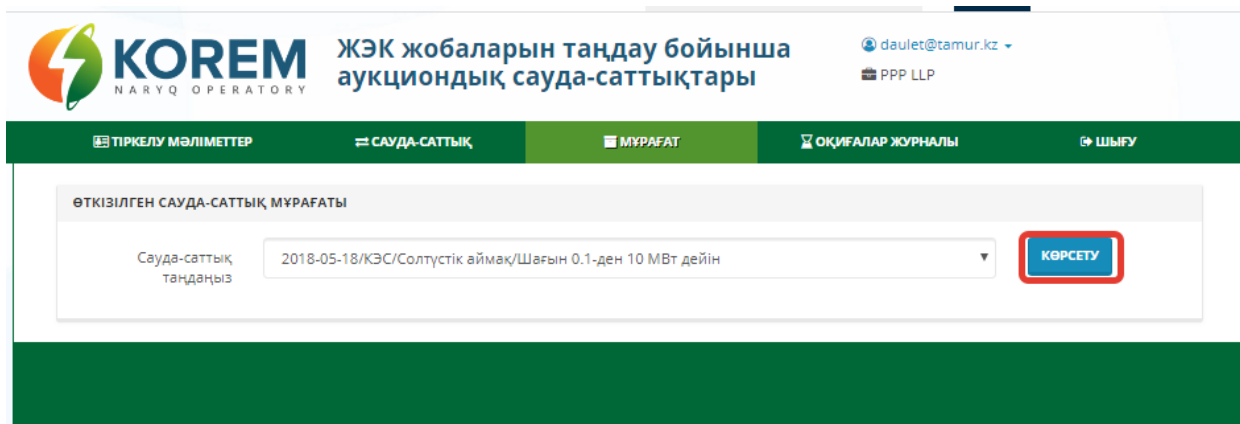 KOREM
NARYQ OPERATORY
ЖЭК жобаларын таңдау бойынша
аукциондық сауда-саттықтары
daulet@tamur.kz
PPP LLP
ТІРКЕЛУ МӘЛІМЕТТЕР
САУДА-САТТЫҚ
МҰРАҒАТ
ОҚИҒАЛАР ЖУРНАЛЫ
ШЫҒУ
ӨТКІЗІЛГЕН САУДА-САТТЫҚ МҰРАҒАТЫ
Сауда-саттық
таңдаңыз
2018-05-18/КЭС/Солтүстік аймақ/Шағын 0.1-ден 10 МВт дейін
КӨРСЕТУ